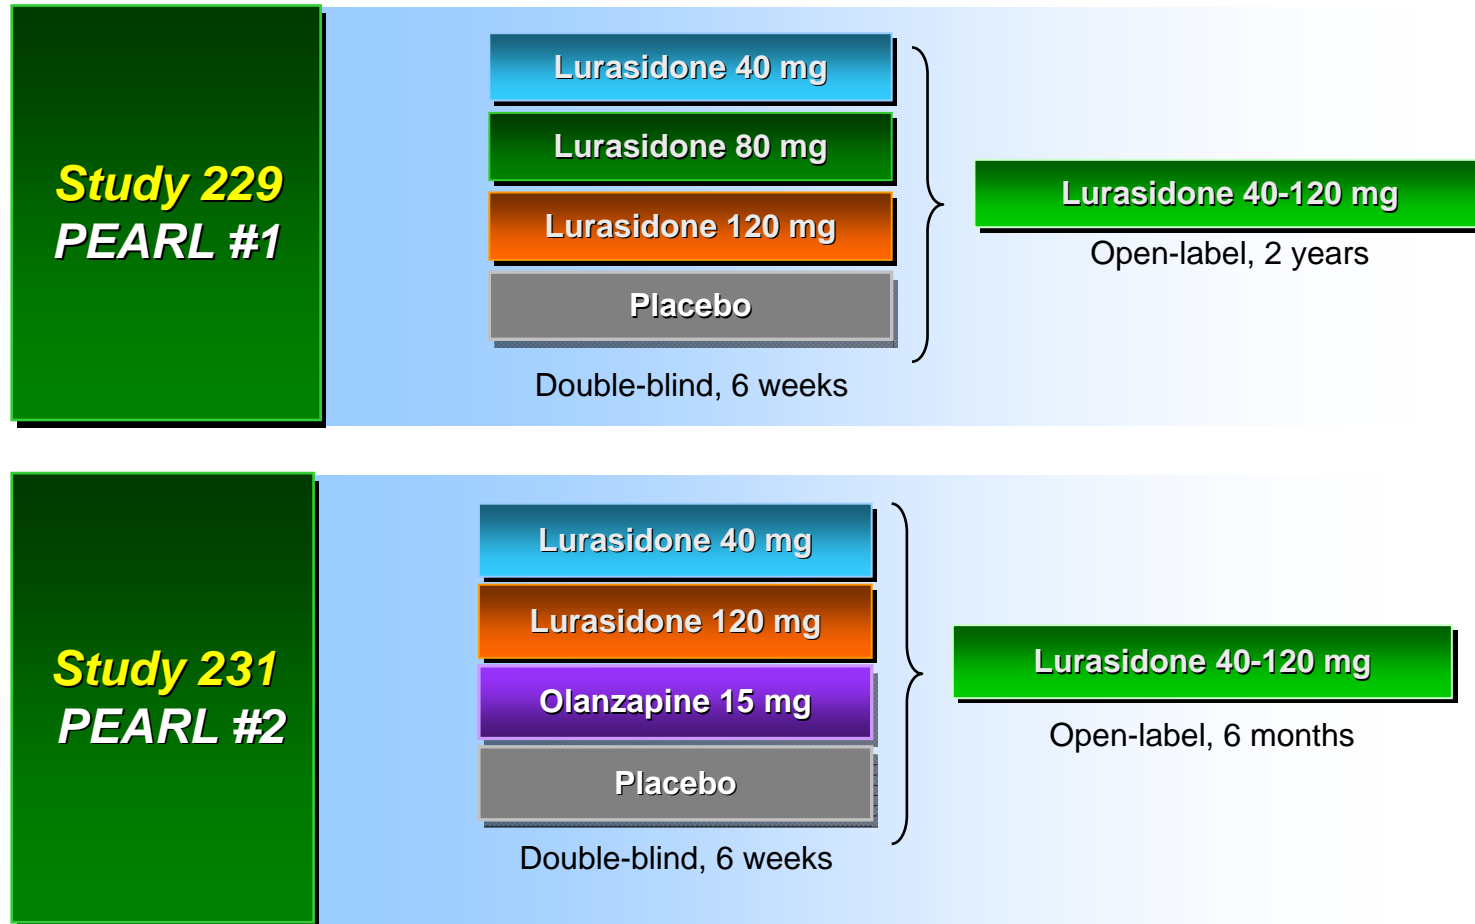 Study 229
PEARL #1
Lurasidone 40 mg
Lurasidone 80 mg
Lurasidone 120 mg
Placebo
Double-blind, 6 weeks
Lurasidone 40-120 mg
Open-label, 2 years
Study 231
PEARL #2
Lurasidone 40 mg
Lurasidone 120 mg
Olanzapine 15 mg
Placebo
Double-blind, 6 weeks
Lurasidone 40-120 mg
Open-label, 6 months